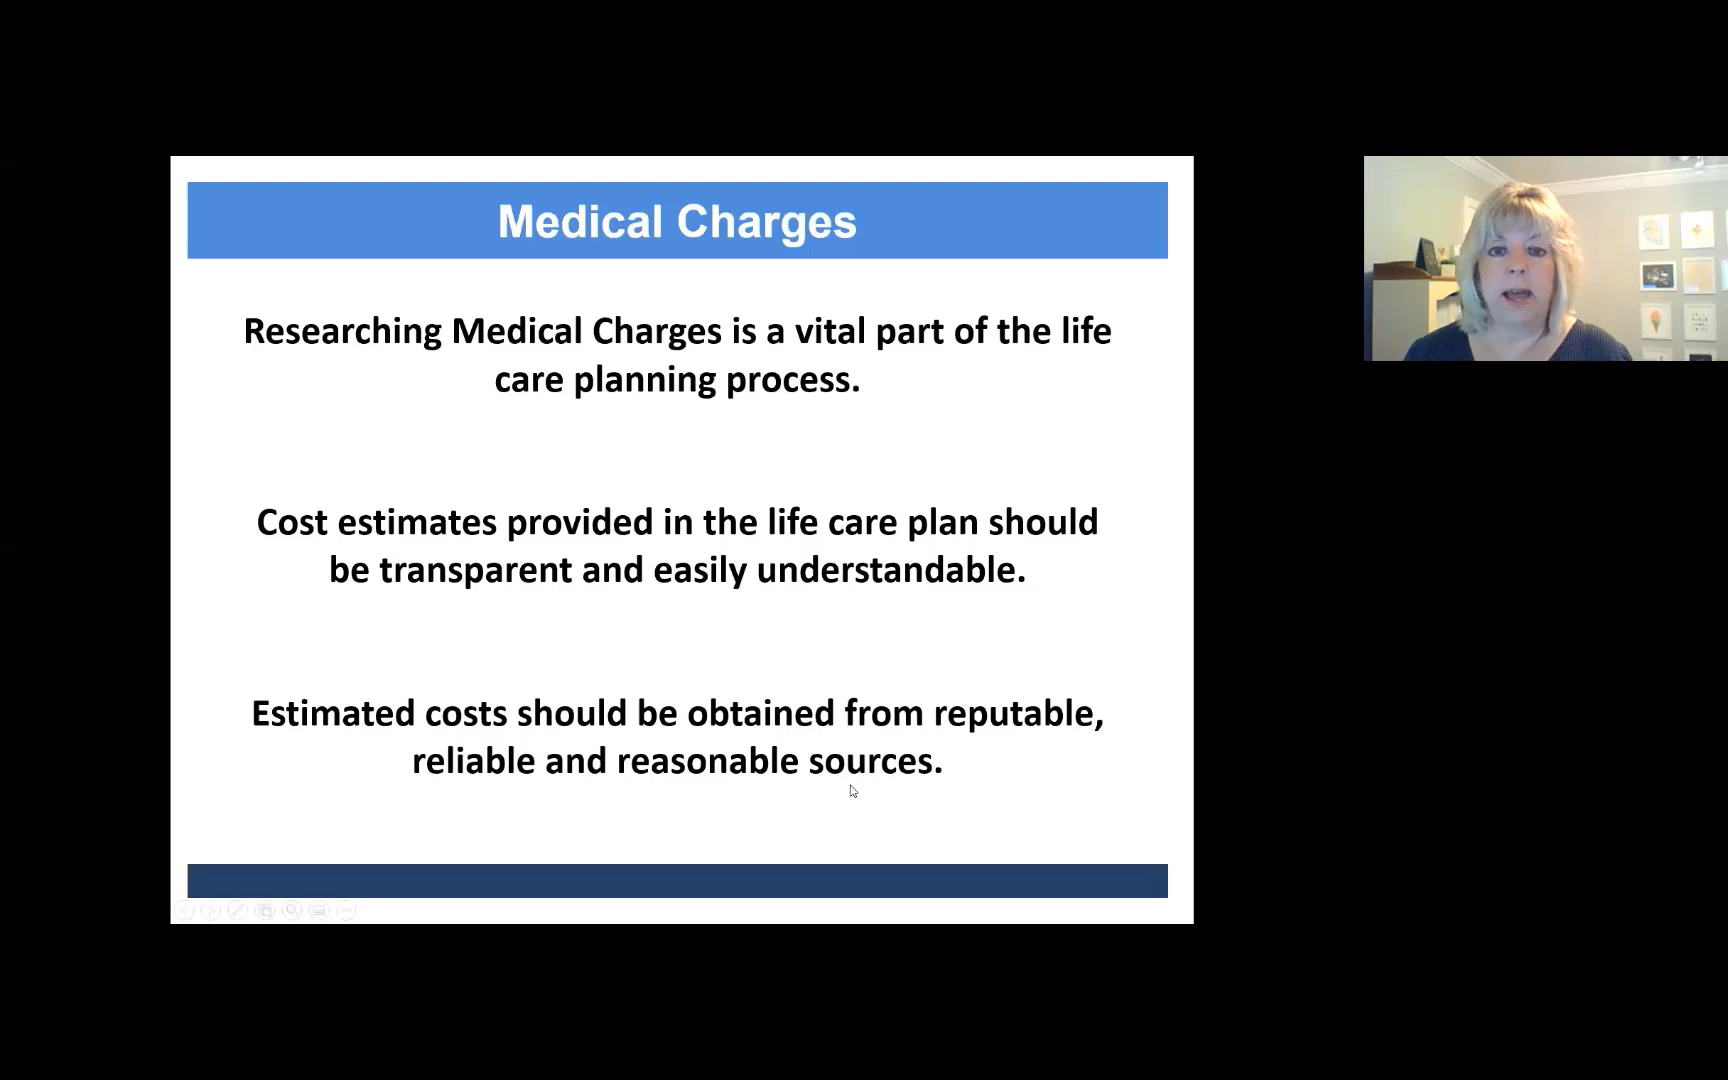 Medical Charges
Researching Medical Charges is a vital part of the life
care planning process.
Cost estimates provided in the life care plan should
be transparent and easily understandable.
Estimated costs should be obtained from reputable,
reliable and reasonable sources.